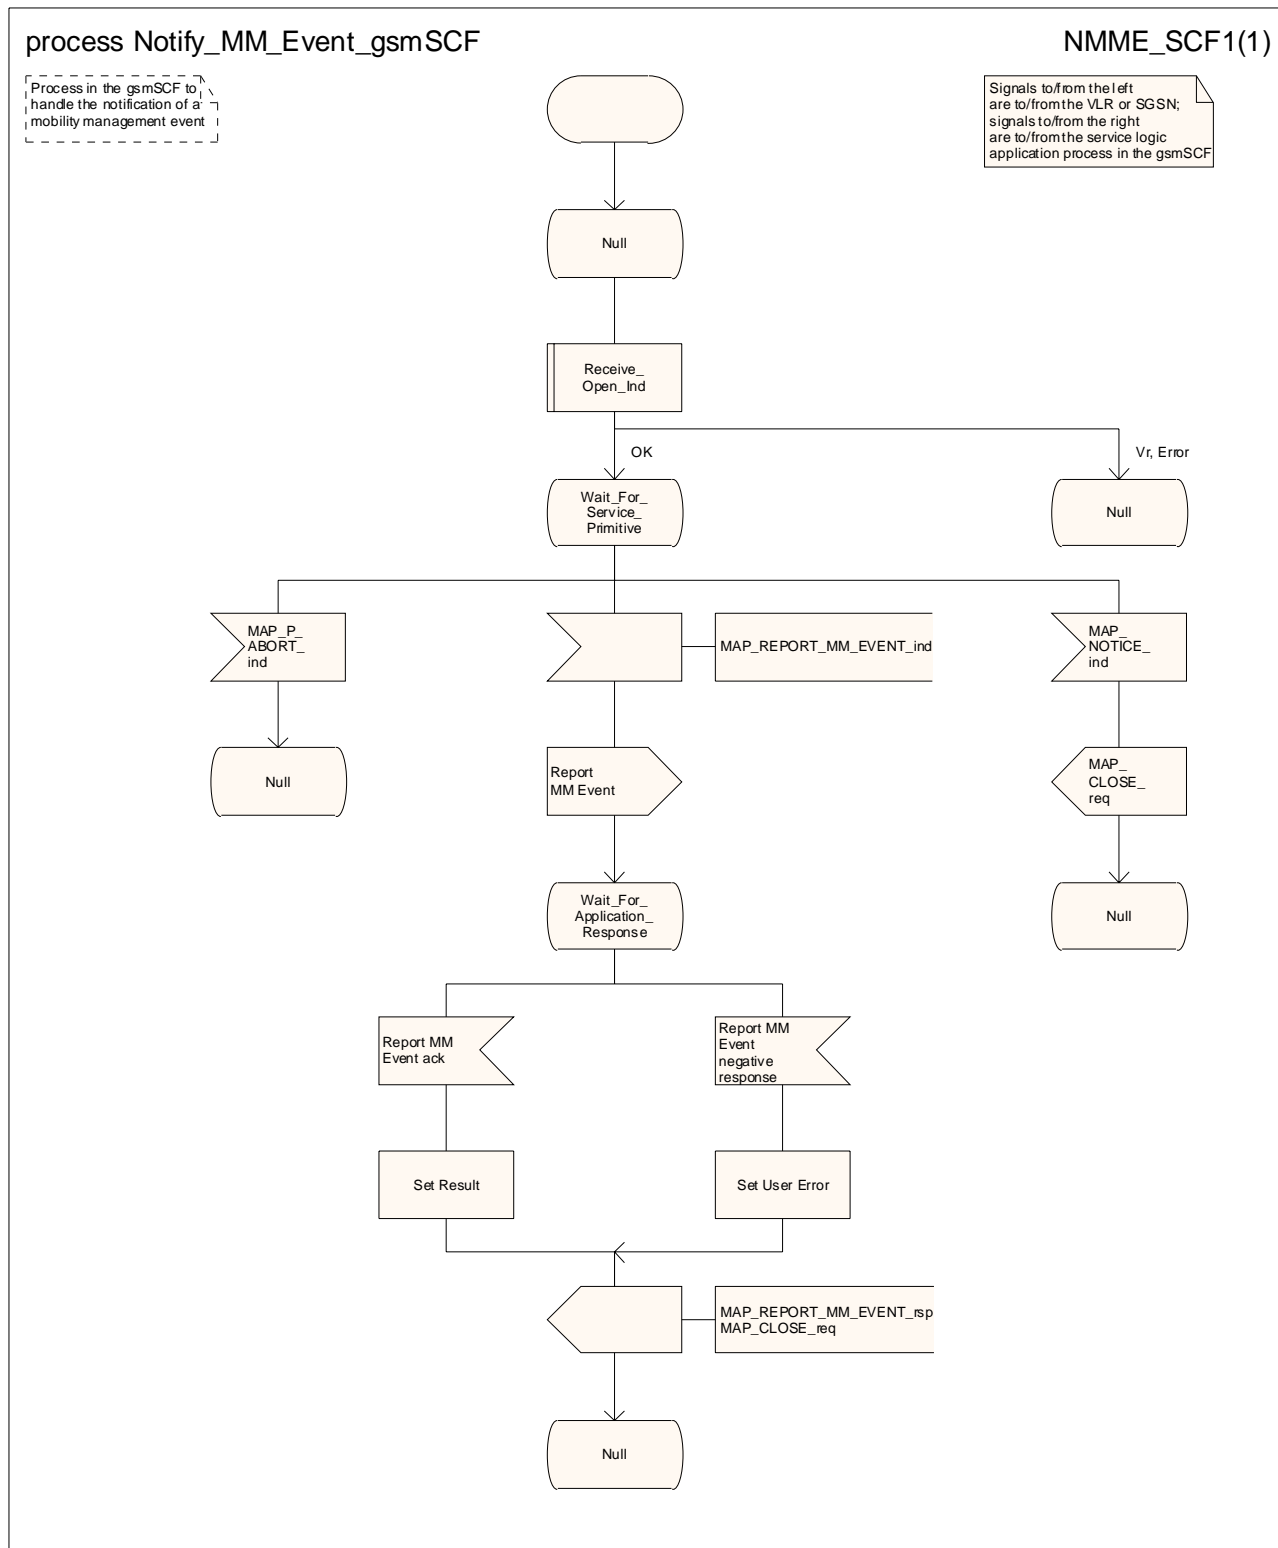 process Notify_MM_Event_gsmSCF
NMME_SCF1(1)
Process in the gsmSCF to
handle the notification of a
mobility management event
Signals to/from the left
are to/from the VLR or SGSN;
signals to/from the right
are to/from the service logic
application process in the gsmSCF
Null
Receive_
Open_Ind
OK
Vr, Error
Wait_For_
Service_
Primitive
Null
MAP_P_
ABORT_
ind
MAP_REPORT_MM_EVENT_ind
MAP_
NOTICE_
ind
Null
Report
MM Event
MAP_
CLOSE_
req
Wait_For_
Application_
Response
Null
Report MM
Event ack
Report MM
Event
negative
response
Set Result
Set User Error
MAP_REPORT_MM_EVENT_rsp
MAP_CLOSE_req
Null